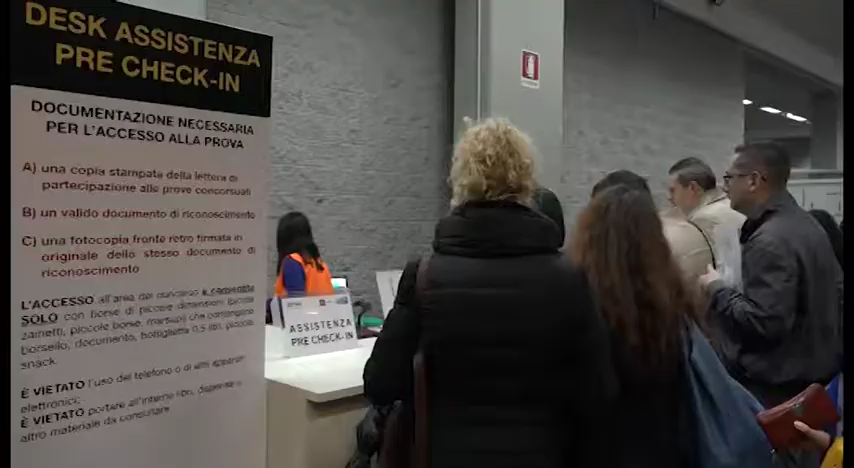 DESK ASSISTENZA
PRE CHECK-IN
DOCUMENTAZIONE NECESSARIA
PER L'ACCESSO ALLA PROVA
A) una copia stampata della lettera di
partecipazione alle prove concorsuali
B) un valido documento di riconoscimento
C) una fotocopia fronte retro firmata in
originale dello stesso documento di
riconoscimento
L'ACCESSO all'area del concorso è consentito
SOLO con borse di piccole dimensioni (piccoli
zainetti, piccole borse, marsupi) che contengano
borsello, documento, bottiglietta 0,5 litri, piccolo
snack.
È VIETATO l'uso del telefono o di altri apparati
elettronici;
È VIETATO portare all'interno libri, dispense o
altro materiale da consultare
ASSISTENZA
PRE CHECK-IN